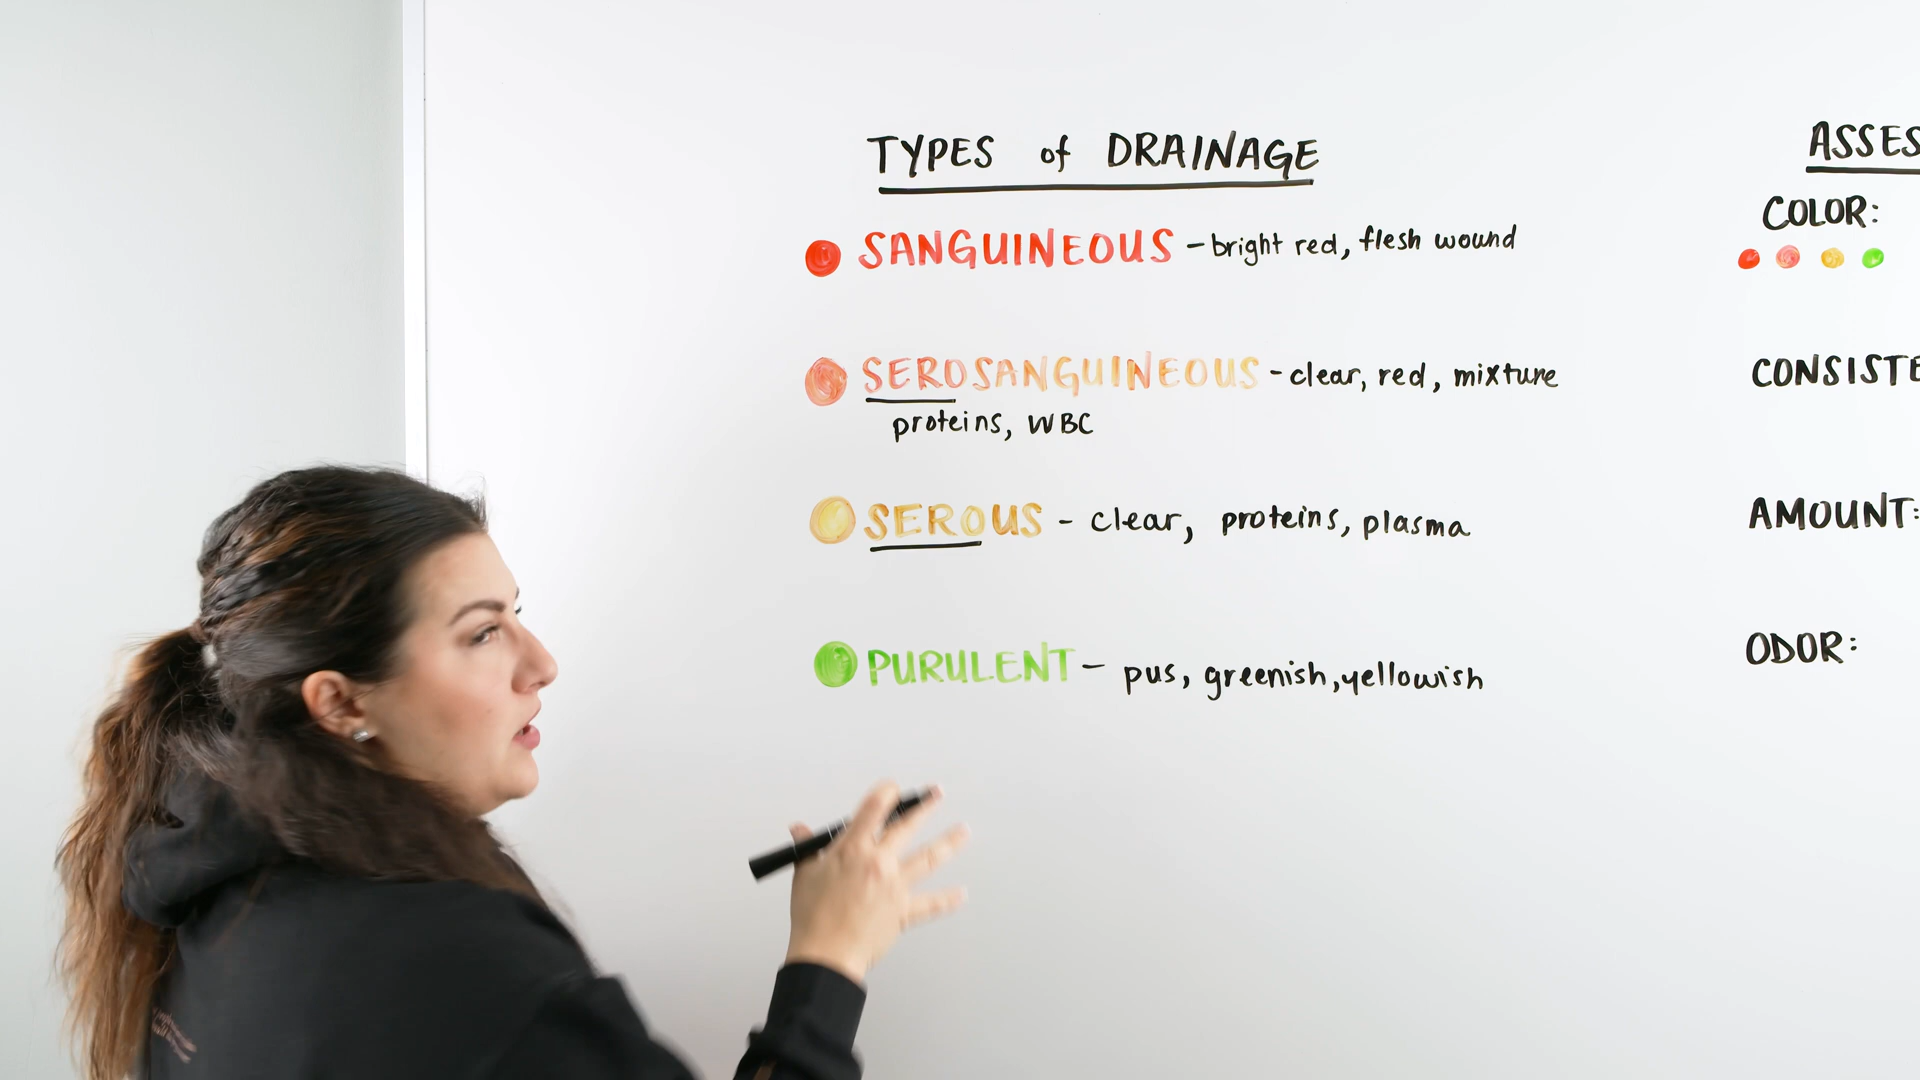 TYPES of DRAINAGE
SANGUINEOUS - bright red, flesh wound
SEROSANGUINEOUS - clear, red, mixture
proteins, WBC
SEROUS - clear, proteins, plasma
PURULENT - pus, greenish, yellowish
ASSES
COLOR:
CONSISTE
AMOUNT:
ODOR: